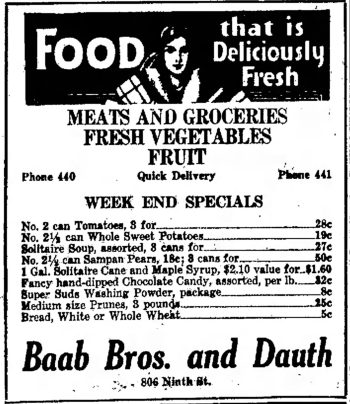 FOOD
that is
Deliciously
Fresh
MEATS AND GROCERIES
FRESH VEGETABLES
FRUIT
Phone 440 Quick Delivery Phone 441
WEEK END SPECIALS
No. 2 can Tomatoes, 3 for 28c
No. 2½ can Whole Sweet Potatoes 19c
Solitaire Soup, assorted, 3 cans for 27c
No. 2½ can Sampan Pears, 18c; 3 cans for 50c
1 Gal. Solitaire Cane and Maple Syrup, $2.10 value for $1.60
Fancy hand-dipped Chocolate Candy, assorted, per lb. 32c
Super Suds Washing Powder, package 8c
Medium size Prunes, 3 pounds 25c
Bread, White or Whole Wheat 5c
Baab Bros. and Dauth
806 Ninth St.